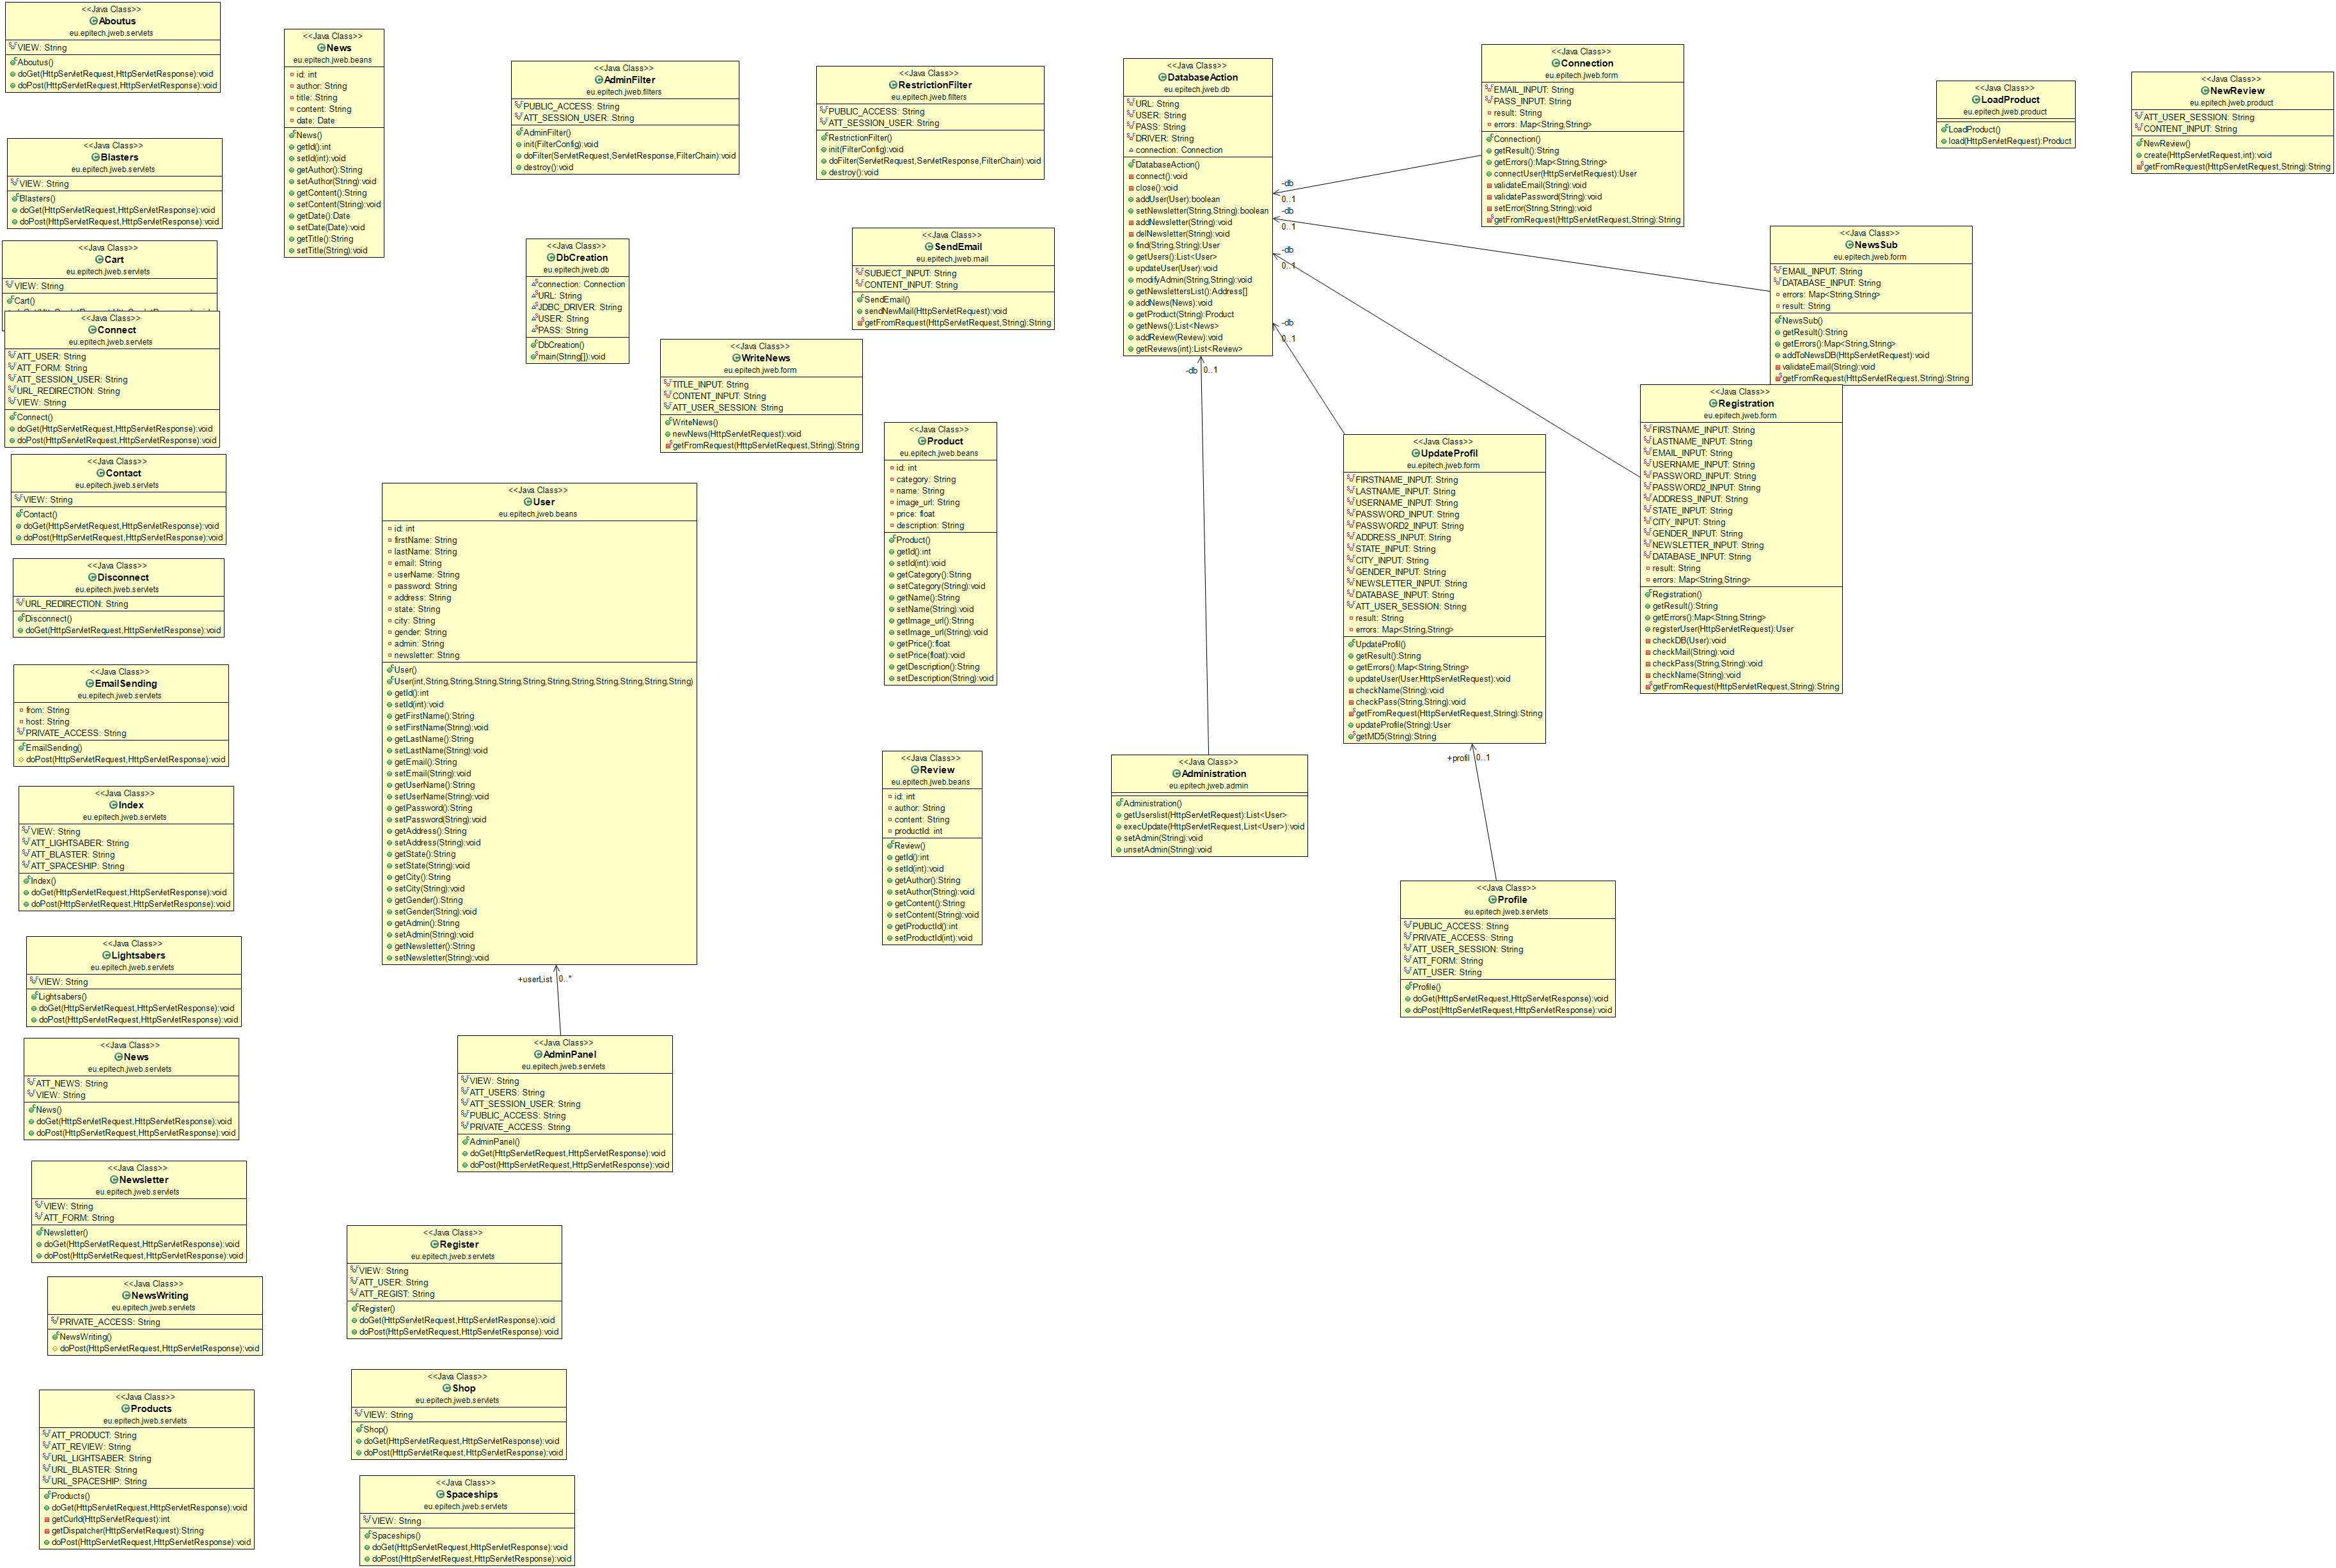 <<Java Class>>
Aboutus
eu.epitech.jweb.servlets
VIEW: String
Aboutus()
doGet(HttpServletRequest,HttpServletResponse):void
doPost(HttpServletRequest,HttpServletResponse):void
<<Java Class>>
Blasters
eu.epitech.jweb.servlets
VIEW: String
Blasters()
doGet(HttpServletRequest,HttpServletResponse):void
doPost(HttpServletRequest,HttpServletResponse):void
<<Java Class>>
Cart
eu.epitech.jweb.servlets
VIEW: String
Cart()
<<Java Class>>
Connect
eu.epitech.jweb.servlets
ATT_USER: String
ATT_FORM: String
ATT_SESSION_USER: String
URL_REDIRECTION: String
VIEW: String
Connect()
doGet(HttpServletRequest,HttpServletResponse):void
doPost(HttpServletRequest,HttpServletResponse):void
<<Java Class>>
Contact
eu.epitech.jweb.servlets
VIEW: String
Contact()
doGet(HttpServletRequest,HttpServletResponse):void
doPost(HttpServletRequest,HttpServletResponse):void
<<Java Class>>
Disconnect
eu.epitech.jweb.servlets
URL_REDIRECTION: String
Disconnect()
doGet(HttpServletRequest,HttpServletResponse):void
<<Java Class>>
EmailSending
eu.epitech.jweb.servlets
from: String
host: String
PRIVATE_ACCESS: String
EmailSending()
doPost(HttpServletRequest,HttpServletResponse):void
<<Java Class>>
Index
eu.epitech.jweb.servlets
VIEW: String
ATT_LIGHTSABER: String
ATT_BLASTER: String
ATT_SPACESHIP: String
Index()
doGet(HttpServletRequest,HttpServletResponse):void
doPost(HttpServletRequest,HttpServletResponse):void
<<Java Class>>
Lightsabers
eu.epitech.jweb.servlets
VIEW: String
Lightsabers()
doGet(HttpServletRequest,HttpServletResponse):void
doPost(HttpServletRequest,HttpServletResponse):void
<<Java Class>>
News
eu.epitech.jweb.servlets
ATT_NEWS: String
VIEW: String
News()
doGet(HttpServletRequest,HttpServletResponse):void
doPost(HttpServletRequest,HttpServletResponse):void
<<Java Class>>
Newsletter
eu.epitech.jweb.servlets
VIEW: String
ATT_FORM: String
Newsletter()
doGet(HttpServletRequest,HttpServletResponse):void
doPost(HttpServletRequest,HttpServletResponse):void
<<Java Class>>
NewsWriting
eu.epitech.jweb.servlets
PRIVATE_ACCESS: String
NewsWriting()
doPost(HttpServletRequest,HttpServletResponse):void
<<Java Class>>
Products
eu.epitech.jweb.servlets
ATT_PRODUCT: String
ATT_REVIEW: String
URL_LIGHTSABER: String
URL_BLASTER: String
URL_SPACESHIP: String
Products()
doGet(HttpServletRequest,HttpServletResponse):void
getCurId(HttpServletRequest):int
getDispatcher(HttpServletRequest):String
doPost(HttpServletRequest,HttpServletResponse):void
<<Java Class>>
News
eu.epitech.jweb.beans
id: int
author: String
title: String
content: String
date: Date
News()
getId():int
setId(int):void
getAuthor():String
setAuthor(String):void
getContent():String
setContent(String):void
getDate():Date
setDate(Date):void
getTitle():String
setTitle(String):void
<<Java Class>>
AdminFilter
eu.epitech.jweb.filters
PUBLIC_ACCESS: String
ATT_SESSION_USER: String
AdminFilter()
init(FilterConfig):void
doFilter(ServletRequest,ServletResponse,FilterChain):void
destroy():void
<<Java Class>>
RestrictionFilter
eu.epitech.jweb.filters
PUBLIC_ACCESS: String
ATT_SESSION_USER: String
RestrictionFilter()
init(FilterConfig):void
doFilter(ServletRequest,ServletResponse,FilterChain):void
destroy():void
<<Java Class>>
DbCreation
eu.epitech.jweb.db
connection: Connection
URL: String
JDBC_DRIVER: String
USER: String
PASS: String
DbCreation()
main(String[]):void
<<Java Class>>
SendEmail
eu.epitech.jweb.mail
SUBJECT_INPUT: String
CONTENT_INPUT: String
SendEmail()
sendNewMail(HttpServletRequest):void
getFromRequest(HttpServletRequest,String):String
<<Java Class>>
WriteNews
eu.epitech.jweb.form
TITLE_INPUT: String
CONTENT_INPUT: String
ATT_USER_SESSION: String
WriteNews()
newNews(HttpServletRequest):void
getFromRequest(HttpServletRequest,String):String
<<Java Class>>
Product
eu.epitech.jweb.beans
id: int
category: String
name: String
image_url: String
price: float
description: String
Product()
getId():int
setId(int):void
getCategory():String
setCategory(String):void
getName():String
setName(String):void
getImage_url():String
setImage_url(String):void
getPrice():float
setPrice(float):void
getDescription():String
setDescription(String):void
<<Java Class>>
User
eu.epitech.jweb.beans
id: int
firstName: String
lastName: String
email: String
userName: String
password: String
address: String
state: String
city: String
gender: String
admin: String
newsletter: String
User()
User(int,String,String,String,String,String,String,String,String,String,String,String)
getId():int
setId(int):void
getFirstName():String
setFirstName(String):void
getLastName():String
setLastName(String):void
getEmail():String
setEmail(String):void
getUserName():String
setUserName(String):void
getPassword():String
setPassword(String):void
getAddress():String
setAddress(String):void
getState():String
setState(String):void
getCity():String
setCity(String):void
getGender():String
setGender(String):void
getAdmin():String
setAdmin(String):void
getNewsletter():String
setNewsletter(String):void
+userList 0..*
<<Java Class>>
AdminPanel
eu.epitech.jweb.servlets
VIEW: String
ATT_USERS: String
ATT_SESSION_USER: String
PUBLIC_ACCESS: String
PRIVATE_ACCESS: String
AdminPanel()
doGet(HttpServletRequest,HttpServletResponse):void
doPost(HttpServletRequest,HttpServletResponse):void
<<Java Class>>
Register
eu.epitech.jweb.servlets
VIEW: String
ATT_USER: String
ATT_REGIST: String
Register()
doGet(HttpServletRequest,HttpServletResponse):void
doPost(HttpServletRequest,HttpServletResponse):void
<<Java Class>>
Shop
eu.epitech.jweb.servlets
VIEW: String
Shop()
doGet(HttpServletRequest,HttpServletResponse):void
doPost(HttpServletRequest,HttpServletResponse):void
<<Java Class>>
Spaceships
eu.epitech.jweb.servlets
VIEW: String
Spaceships()
doGet(HttpServletRequest,HttpServletResponse):void
doPost(HttpServletRequest,HttpServletResponse):void
<<Java Class>>
Review
eu.epitech.jweb.beans
id: int
author: String
content: String
productId: int
Review()
getId():int
setId(int):void
getAuthor():String
setAuthor(String):void
getContent():String
setContent(String):void
getProductId():int
setProductId(int):void
<<Java Class>>
DatabaseAction
eu.epitech.jweb.db
URL: String
USER: String
PASS: String
DRIVER: String
connection: Connection
DatabaseAction()
connect():void
close():void
addUser(User):boolean
setNewsletter(String,String):boolean
addNewsletter(String):void
delNewsletter(String):void
find(String,String):User
getUsers():List<User>
updateUser(User):void
modifyAdmin(String,String):void
getNewslettersList():Address[]
addNews(News):void
getProduct(String):Product
getNews():List<News>
addReview(Review):void
getReviews(int):List<Review>
-db
0..1
-db
0..1
-db
0..1
-db
0..1
-db 0..1
<<Java Class>>
Connection
eu.epitech.jweb.form
EMAIL_INPUT: String
PASS_INPUT: String
result: String
errors: Map<String,String>
Connection()
getResult():String
getErrors():Map<String,String>
connectUser(HttpServletRequest):User
validateEmail(String):void
validatePassword(String):void
setError(String,String):void
getFromRequest(HttpServletRequest,String):String
<<Java Class>>
LoadProduct
eu.epitech.jweb.product
LoadProduct()
load(HttpServletRequest):Product
<<Java Class>>
NewReview
eu.epitech.jweb.product
ATT_USER_SESSION: String
CONTENT_INPUT: String
NewReview()
create(HttpServletRequest,int):void
getFromRequest(HttpServletRequest,String):String
<<Java Class>>
NewsSub
eu.epitech.jweb.form
EMAIL_INPUT: String
DATABASE_INPUT: String
errors: Map<String,String>
result: String
NewsSub()
getResult():String
getErrors():Map<String,String>
addToNewsDB(HttpServletRequest):void
validateEmail(String):void
getFromRequest(HttpServletRequest,String):String
<<Java Class>>
Registration
eu.epitech.jweb.form
FIRSTNAME_INPUT: String
LASTNAME_INPUT: String
EMAIL_INPUT: String
USERNAME_INPUT: String
PASSWORD_INPUT: String
PASSWORD2_INPUT: String
ADDRESS_INPUT: String
STATE_INPUT: String
CITY_INPUT: String
GENDER_INPUT: String
NEWSLETTER_INPUT: String
DATABASE_INPUT: String
result: String
errors: Map<String,String>
Registration()
getResult():String
getErrors():Map<String,String>
registerUser(HttpServletRequest):User
checkDB(User):void
checkMail(String):void
checkPass(String,String):void
checkName(String):void
getFromRequest(HttpServletRequest,String):String
<<Java Class>>
UpdateProfil
eu.epitech.jweb.form
FIRSTNAME_INPUT: String
LASTNAME_INPUT: String
USERNAME_INPUT: String
PASSWORD_INPUT: String
PASSWORD2_INPUT: String
ADDRESS_INPUT: String
STATE_INPUT: String
CITY_INPUT: String
GENDER_INPUT: String
NEWSLETTER_INPUT: String
DATABASE_INPUT: String
ATT_USER_SESSION: String
result: String
errors: Map<String,String>
UpdateProfil()
getResult():String
getErrors():Map<String,String>
updateUser(User,HttpServletRequest):void
checkName(String):void
checkPass(String,String):void
getFromRequest(HttpServletRequest,String):String
updateProfile(String):User
getMD5(String):String
+profil 0..1
<<Java Class>>
Administration
eu.epitech.jweb.admin
Administration()
getUserslist(HttpServletRequest):List<User>
execUpdate(HttpServletRequest,List<User>):void
setAdmin(String):void
unsetAdmin(String):void
<<Java Class>>
Profile
eu.epitech.jweb.servlets
PUBLIC_ACCESS: String
PRIVATE_ACCESS: String
ATT_USER_SESSION: String
ATT_FORM: String
ATT_USER: String
Profile()
doGet(HttpServletRequest,HttpServletResponse):void
doPost(HttpServletRequest,HttpServletResponse):void